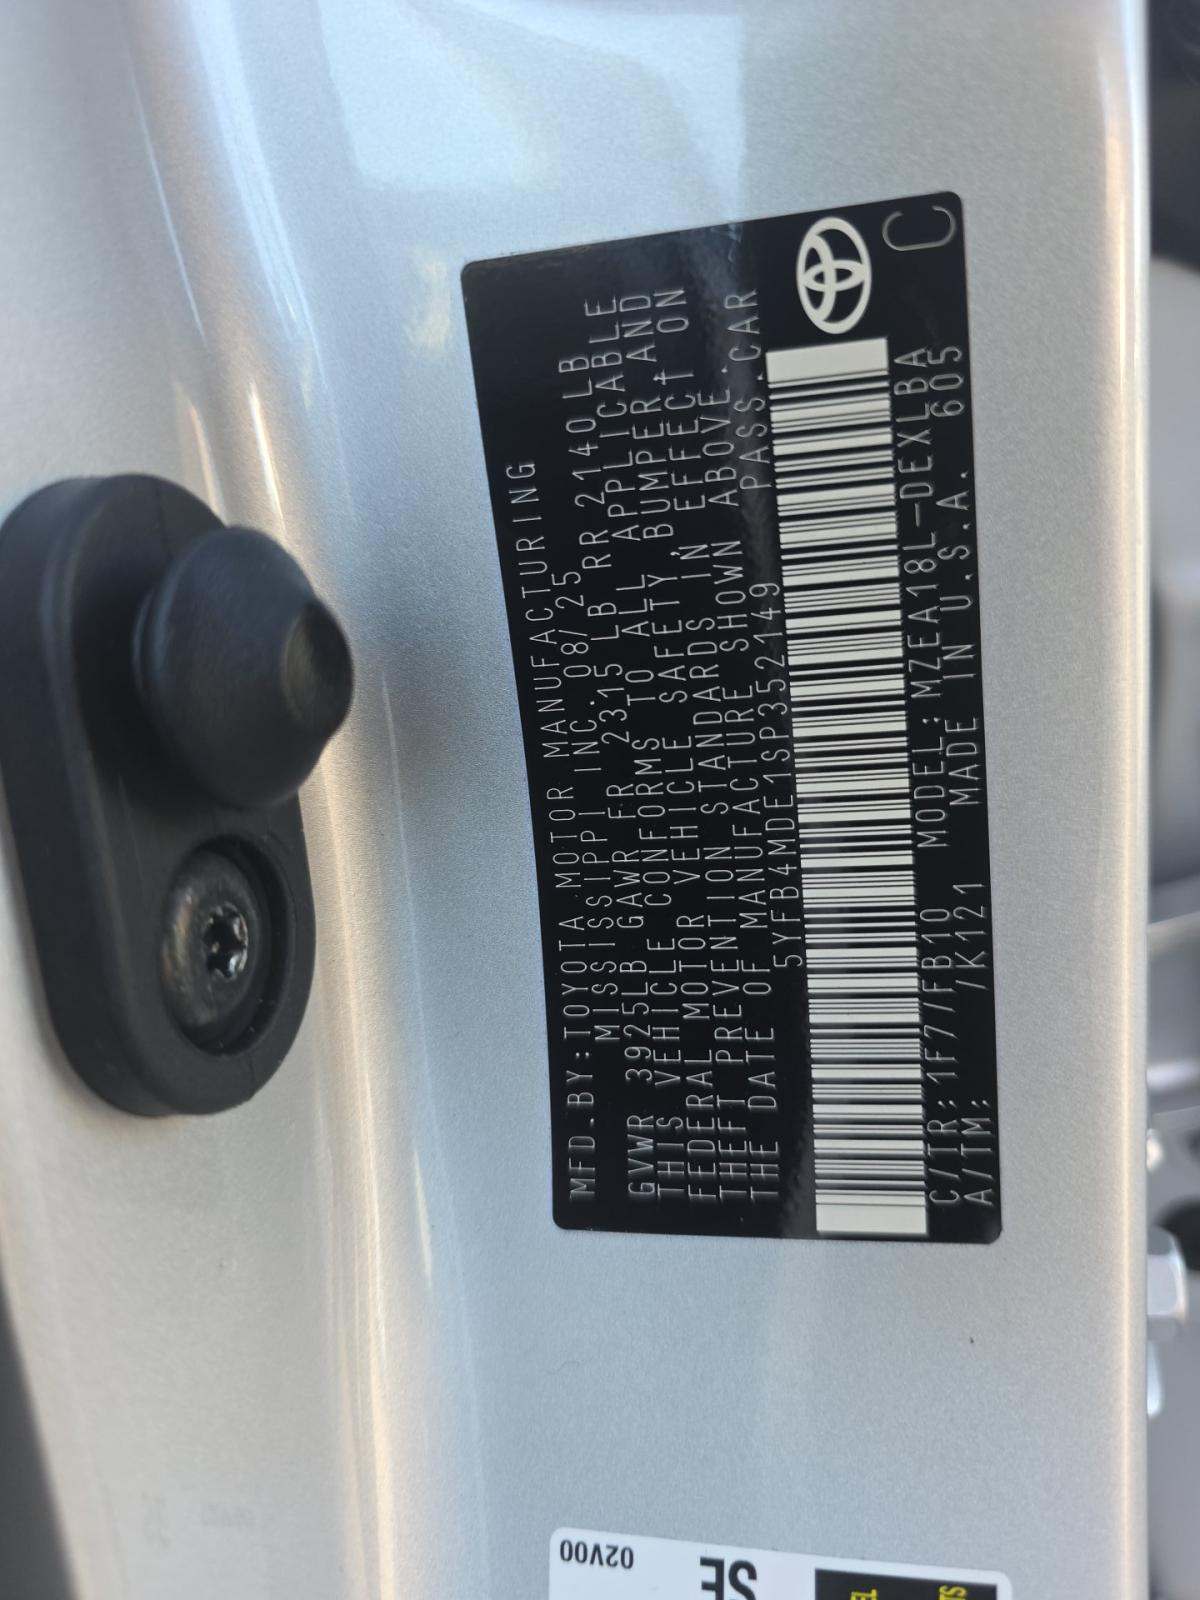 MFD.BY:TOYOTA MOTOR MANUFACTURING
MISSISSIPPI INC. 08/25
GVWR 3925LB GAWR FR 2315 LB RR 2140LB
THIS VEHICLE CONFORMS TO ALL APPLICABLE
FEDERAL MOTOR VEHICLE SAFETY, BUMPER, AND
THEFT PREVENTION STANDARDS IN EFFECT ON
THE DATE OF MANUFACTURE SHOWN ABOVE.
5YFB4MDE1SP352149 PASS.CAR
C/TR: 1F7/FB10 MODEL: MZEA18L-DEXLBA
A/TM: /K121 MADE IN U.S.A. 605
C
02V00
SE